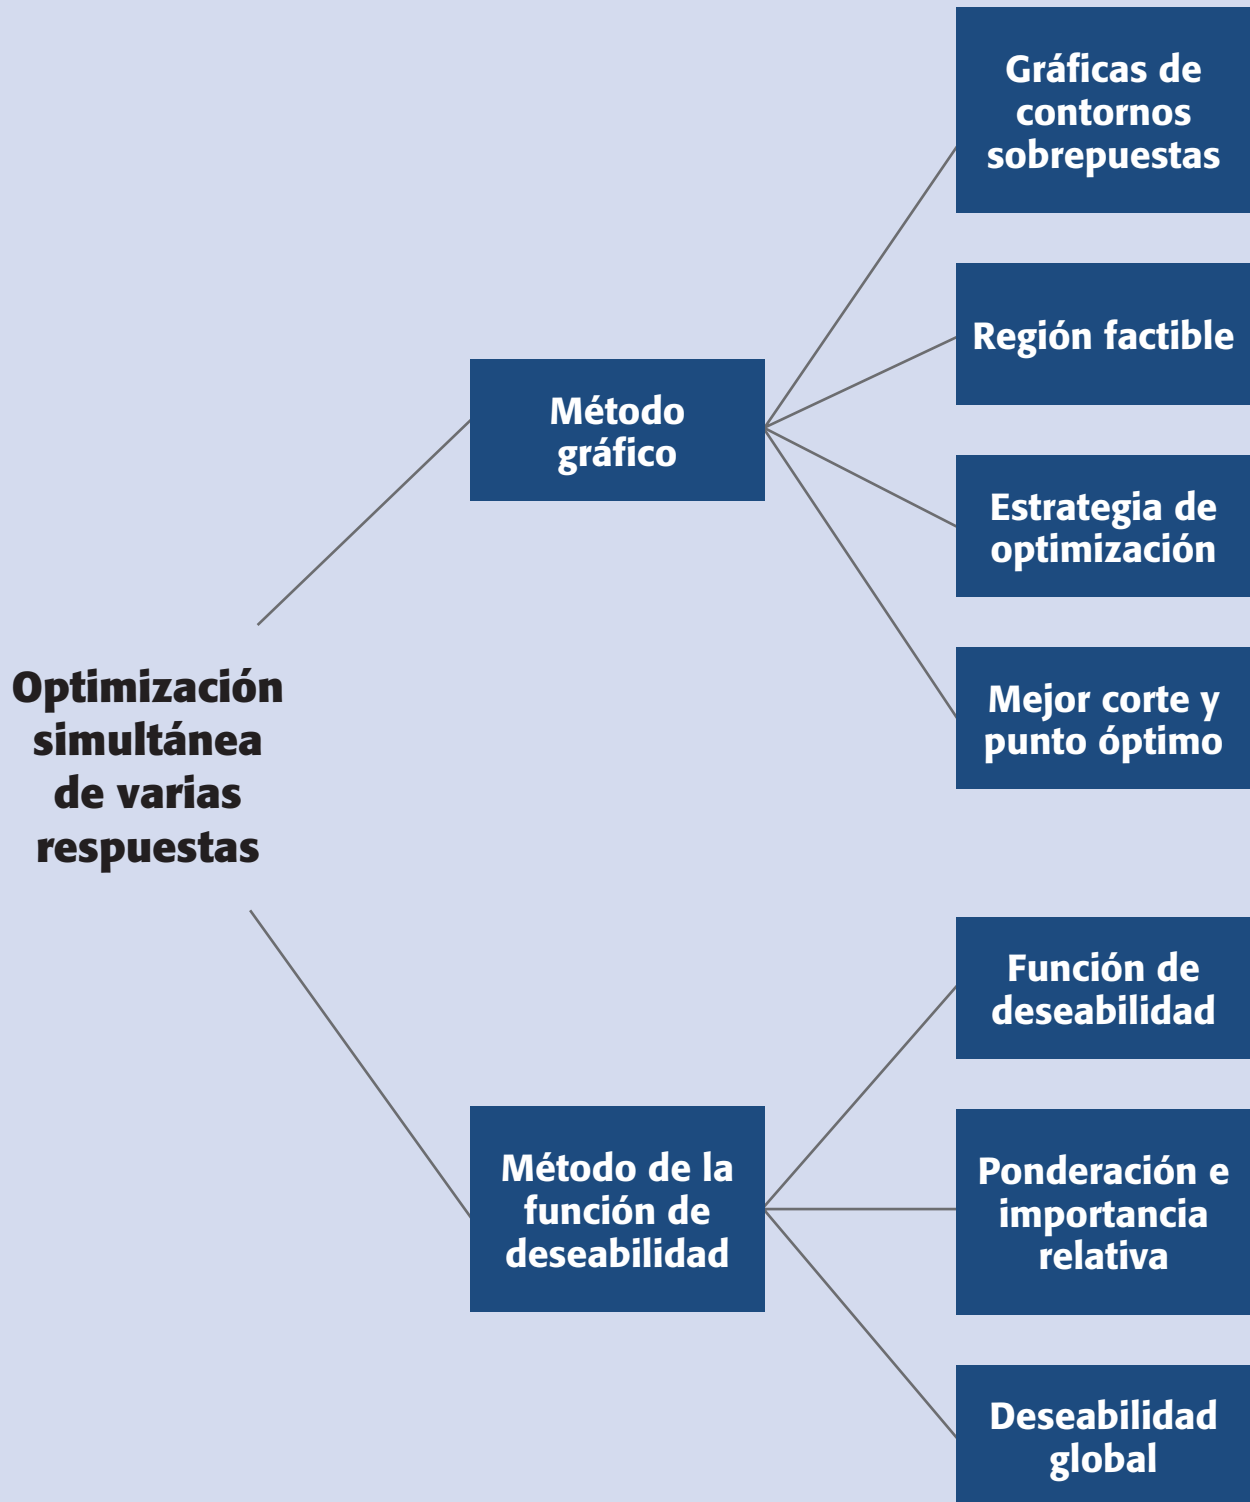 Optimización
simultánea
de varias
respuestas
Método
gráfico
Gráficas de
contornos
sobrepuestas
Región factible
Estrategia de
optimización
Mejor corte y
punto óptimo
Método de la
función de
deseabilidad
Función de
deseabilidad
Ponderación e
importancia
relativa
Deseabilidad
global